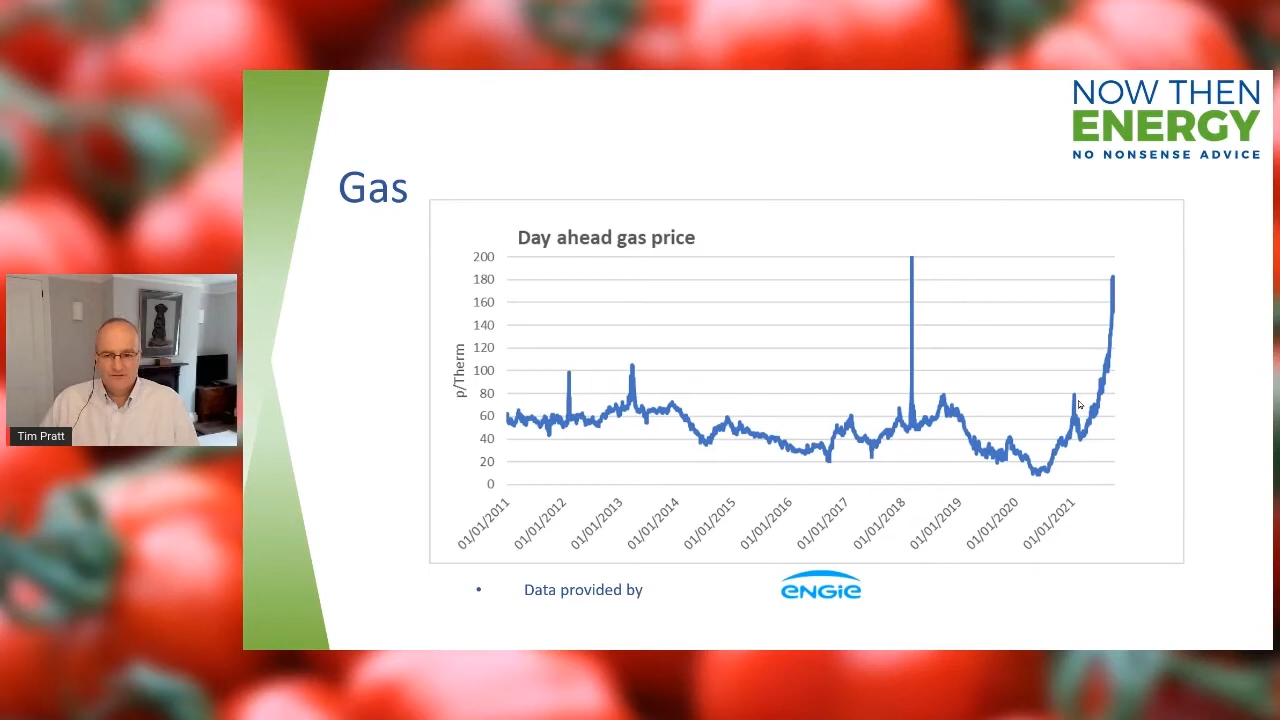 NOW THEN
ENERGY
NO NONSENSE ADVICE
Gas
Day ahead gas price
200
180
160
140
120
100
80
60
40
20
0
p/Therm
01/01/2011
01/01/2012
01/01/2013
01/01/2014
01/01/2015
01/01/2016
01/01/2017
01/01/2018
01/01/2019
01/01/2020
01/01/2021
• Data provided by
ENGIE
Tim Pratt